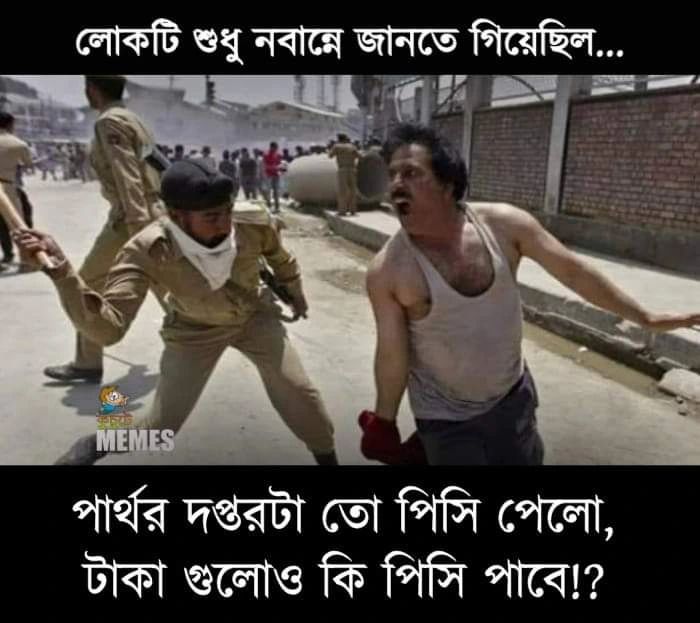 লোকটি শুধু নবান্নে জানতে গিয়েছিল...
MEMES
পার্থর দপ্তরটা তো পিসি পেলো,
টাকা গুলোও কি পিসি পাবে!?